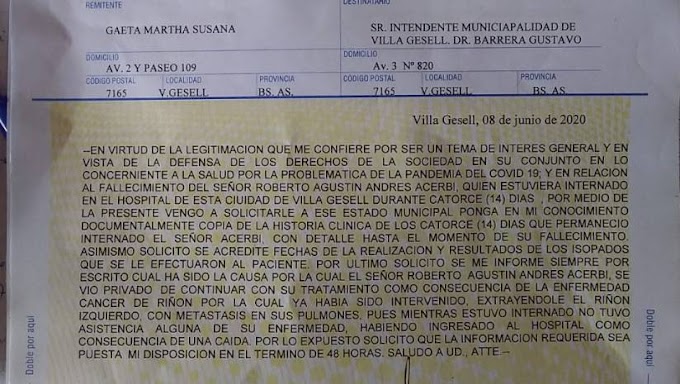 REMITENTE DESTINATARIO
GAETA MARTHA SUSANA SR. INTENDENTE MUNICIAPALIDAD DE
VILLA GESELL. DR. BARRERA GUSTAVO
DOMICILIO DOMICILIO
AV. 2 Y PASEO 109 Av. 3 Nº 820
CÓDIGO POSTAL LOCALIDAD PROVINCIA CÓDIGO POSTAL LOCALIDAD PROVINCIA
7165 V.GESELL BS. AS. 7165 V.GESELL BS. AS.
Villa Gesell, 08 de junio de 2020
--EN VIRTUD DE LA LEGITIMACION QUE ME CONFIERE POR SER UN TEMA DE INTERES GENERAL Y EN
VISTA DE LA DEFENSA DE LOS DERECHOS DE LA SOCIEDAD EN SU CONJUNTO EN LO
CONCERNIENTE A LA SALUD POR LA PROBLEMATICA DE LA PANDEMIA DEL COVID 19; Y EN RELACION
AL FALLECIMIENTO DEL SEÑOR ROBERTO AGUSTIN ANDRES ACERBI, QUIEN ESTUVIERA INTERNADO
EN EL HOSPITAL DE ESTA CIUIDAD DE VILLA GESELL DURANTE CATORCE (14) DIAS , POR MEDIO DE
LA PRESENTE VENGO A SOLICITARLE A ESE ESTADO MUNICIPAL PONGA EN MI CONOCIMIENTO
DOCUMENTALMENTE COPIA DE LA HISTORIA CLINICA DE LOS CATORCE (14) DIAS QUE PERMANECIO
INTERNADO EL SEÑOR ACERBI, CON DETALLE HASTA EL MOMENTO DE SU FALLECIMIENTO.
ASIMISMO SOLICITO SE ACREDITE FECHAS DE LA REALIZACION Y RESULTADOS DE LOS ISOPADOS
QUE SE LE EFECTUARON AL PACIENTE. POR ULTIMO SOLICITO SE ME INFORME SIEMPRE POR
ESCRITO CUAL HA SIDO LA CAUSA POR LA CUAL EL SEÑOR ROBERTO AGUSTIN ANDRES ACERBI, SE
VIO PRIVADO DE CONTINUAR CON SU TRATAMIENTO COMO CONSECUENCIA DE LA ENFERMEDAD
CANCER DE RIÑON POR LA CUAL YA HABIA SIDO INTERVENIDO, EXTRAYENDOLE EL RIÑON
IZQUIERDO, CON METASTASIS EN SUS PULMONES, PUES MIENTRAS ESTUVO INTERNADO NO TUVO
ASISTENCIA ALGUNA DE SU ENFERMEDAD, HABIENDO INGRESADO AL HOSPITAL COMO
CONSECUENCIA DE UNA CAIDA. POR LO EXPUESTO SOLICITO QUE LA INFORMACION REQUERIDA SEA
PUESTA MI DISPOSICION EN EL TERMINO DE 48 HORAS. SALUDO A UD., ATTE.--
Doble por aquí
Doble por aquí